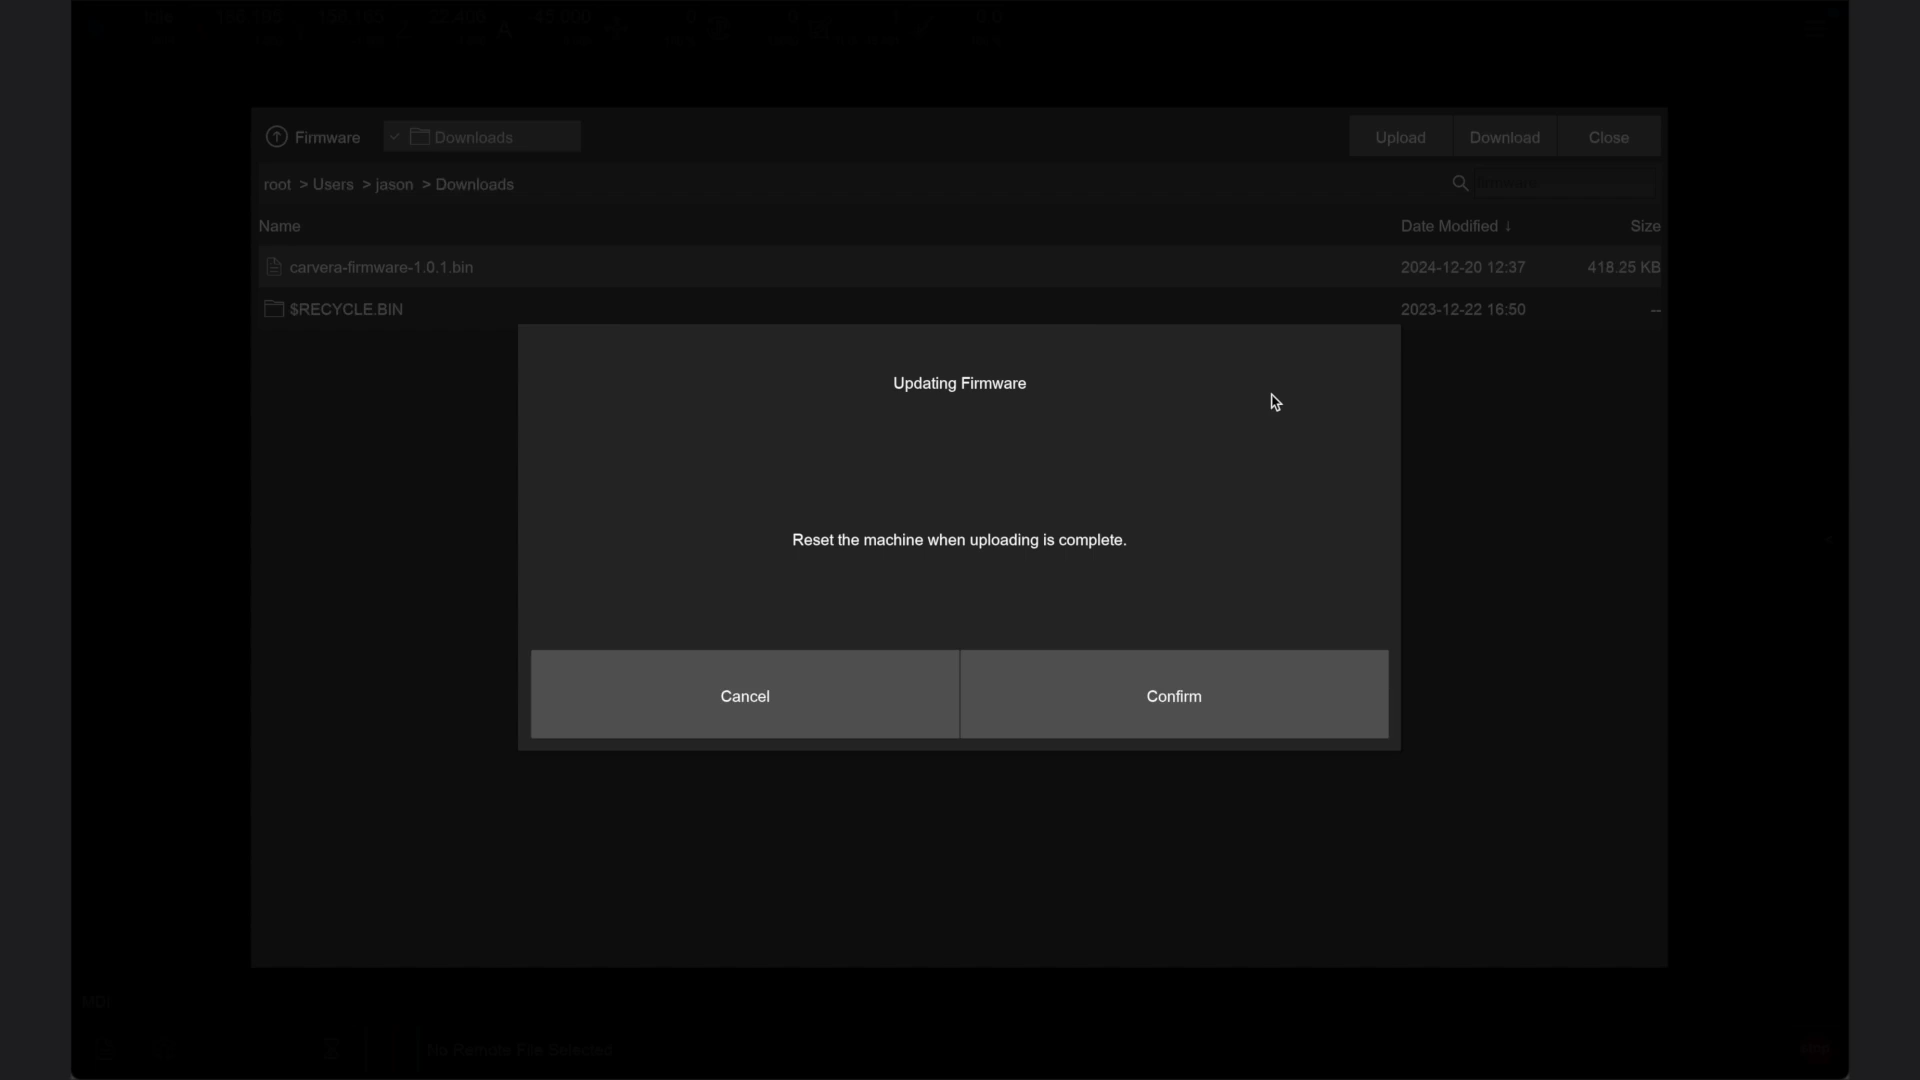 Idle
Firmware
Downloads
Upload
Download
Close
root > Users > jason > Downloads
Name
Date Modified ↓
Size
carvera-firmware-1.0.1.bin
2024-12-20 12:37
418.25 KB
$RECYCLE.BIN
2023-12-22 16:50
--
Updating Firmware
Reset the machine when uploading is complete.
Cancel
Confirm
MDI
No Remote File Selected